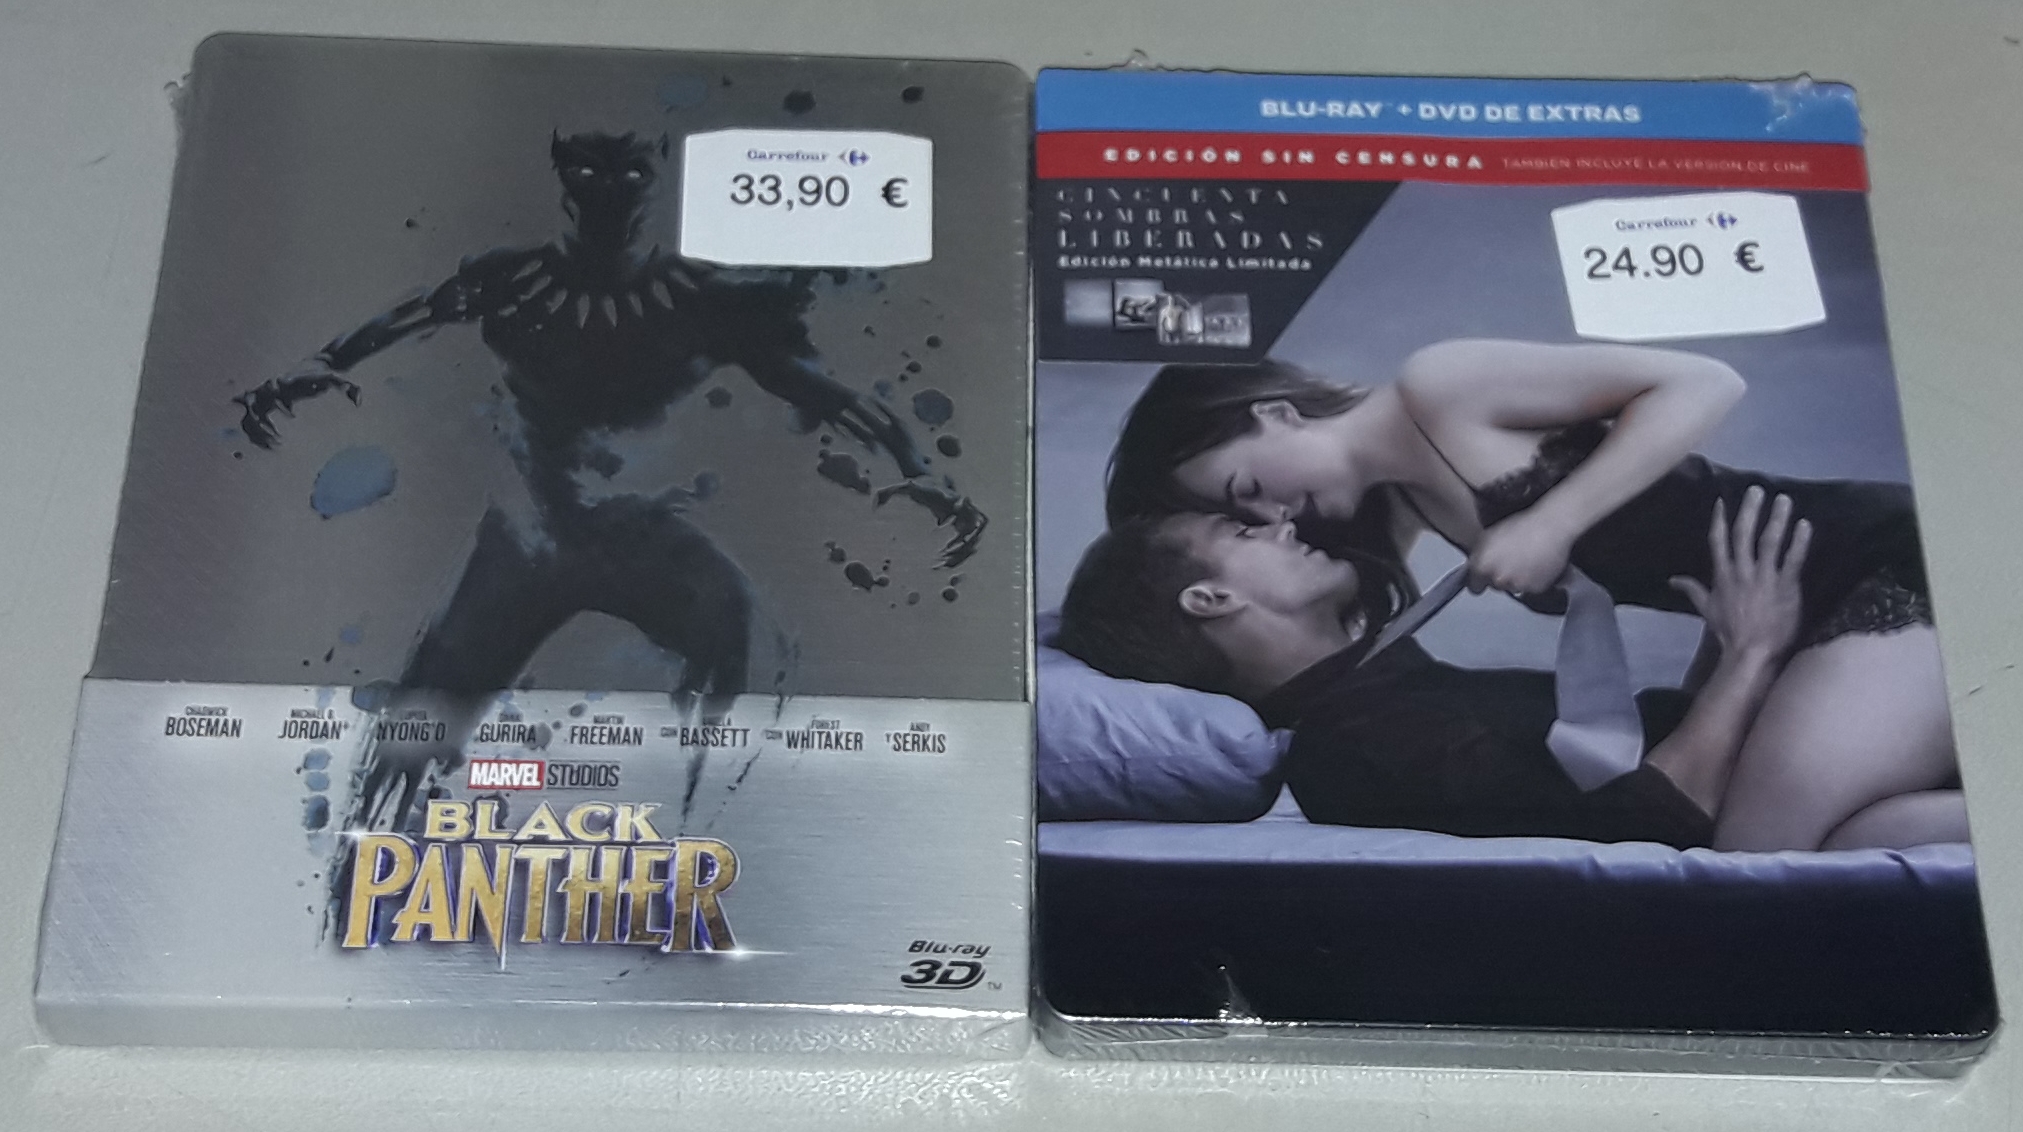 Carrefour
33,90 €
CHADWICK BOSEMAN
MICHAEL B. JORDAN
LUPITA NYONG'O
DANAI GURIRA
MARTIN FREEMAN
CON ANGELA BASSETT
CON FOREST WHITAKER
Y ANDY SERKIS
MARVEL STUDIOS
BLACK
PANTHER
Blu-ray
3D™
BLU-RAY™ + DVD DE EXTRAS
EDICIÓN SIN CENSURA TAMBIÉN INCLUYE LA VERSIÓN DE CINE
CINCUENTA
SOMBRAS
LIBERADAS
Edición Metálica Limitada
Carrefour
24.90 €